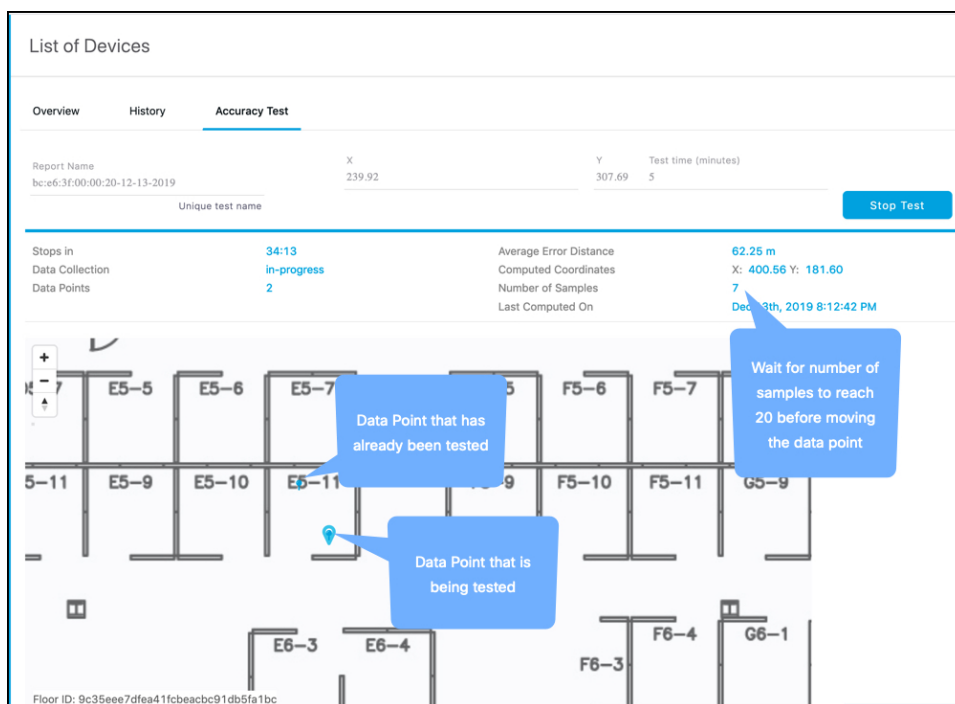 List of Devices
Overview History Accuracy Test
Report Name X Y Test time (minutes)
bc:e6:3f:00:00:20-12-13-2019 239.92 307.69 5
Unique test name
Stop Test
Stops in 34:13 Average Error Distance 62.25 m
Data Collection in-progress Computed Coordinates X: 400.56 Y: 181.60
Data Points 2 Number of Samples 7
Last Computed On 3th, 2019 8:12:42 PM
Wait for number of
samples to reach
20 before moving
the data point
+
−
E5-5 E5-6 E5-7 F5-6 F5-7
Data Point that has
already been tested
5-11 E5-9 E5-10 E5-11 F5-10 F5-11 G5-9
Data Point that is
being tested
E6-3 E6-4 F6-3 F6-4 G6-1
Floor ID: 9c35eee7dfea41fcbeacbc91db5fa1bc